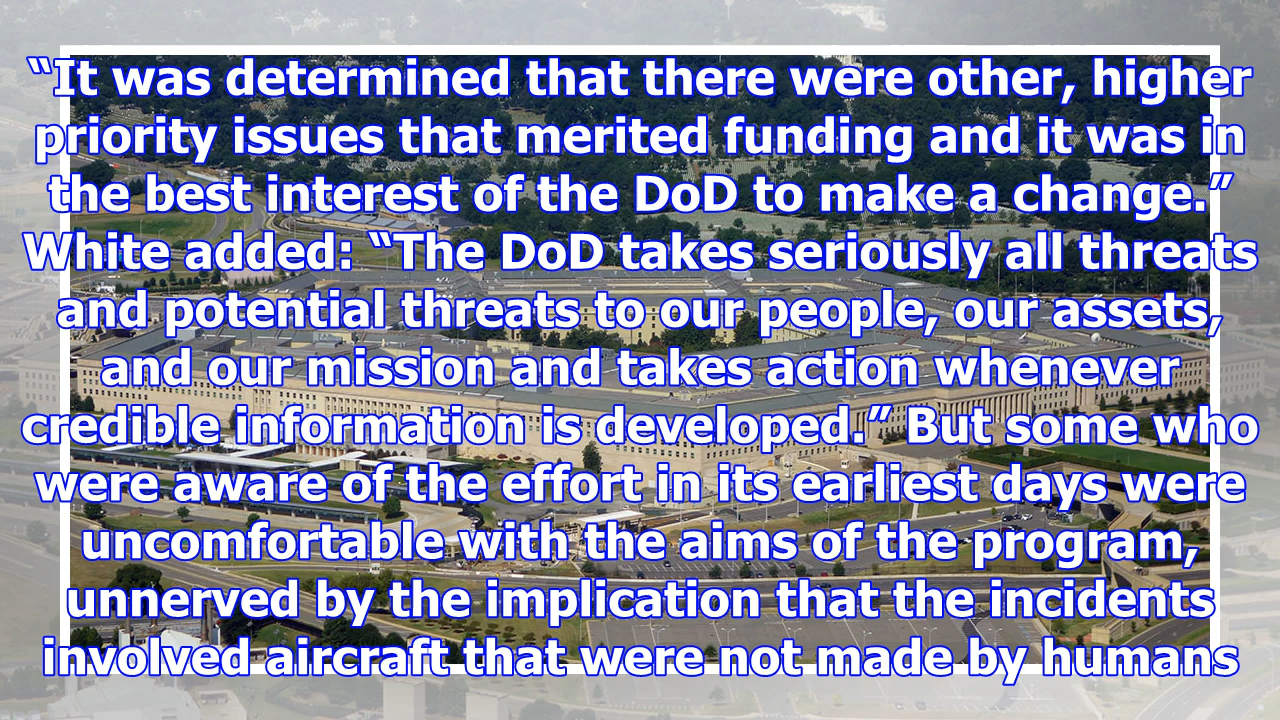 “It was determined that there were other, higher
priority issues that merited funding and it was in
the best interest of the DoD to make a change.”
White added: “The DoD takes seriously all threats
and potential threats to our people, our assets,
and our mission and takes action whenever
credible information is developed.” But some who
were aware of the effort in its earliest days were
uncomfortable with the aims of the program,
unnerved by the implication that the incidents
involved aircraft that were not made by humans